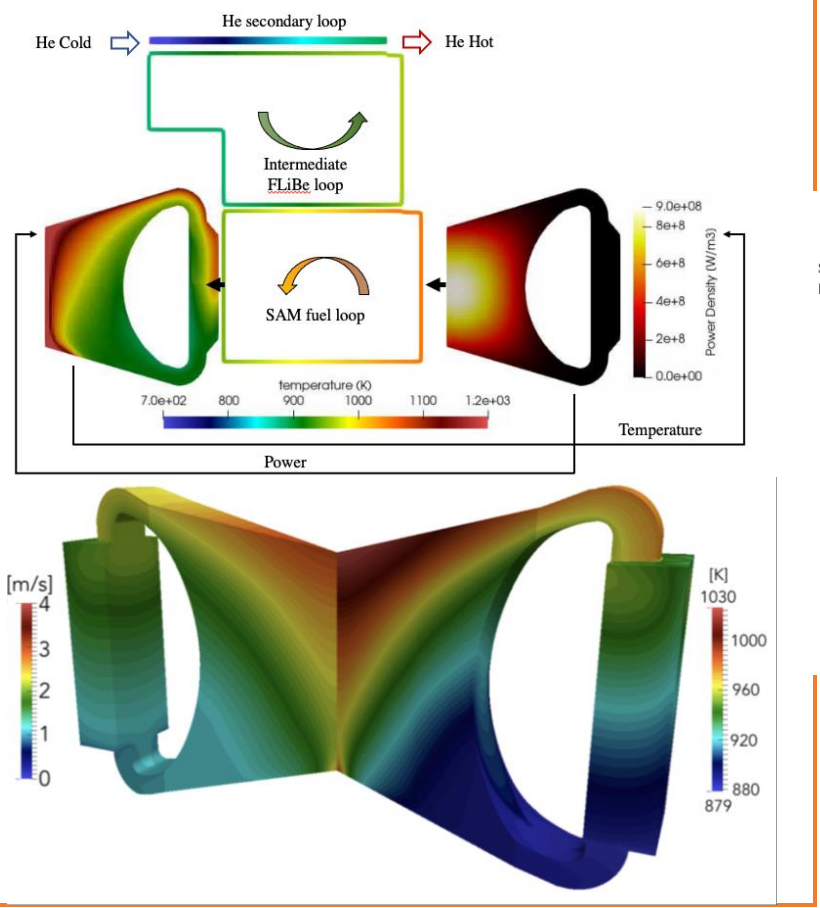 He secondary loop
He Cold
He Hot
Intermediate
FLiBe loop
SAM fuel loop
9.0e+08
8e+8
6e+8
4e+8
2e+8
0.0e+00
Power Density (W/m3)
temperature (K)
7.0e+02 800 900 1000 1100 1.2e+03
Temperature
Power
[m/s]
4
3
2
1
0
[K]
1030
1000
960
920
880
879